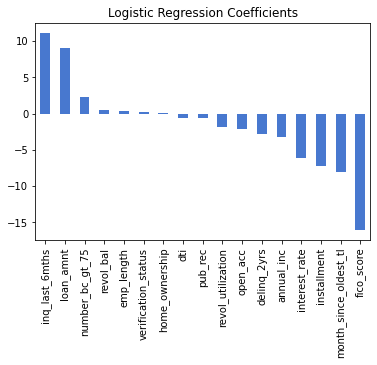 Logistic Regression Coefficients
10
5
0
−5
−10
−15
inq_last_6mths
loan_amnt
number_bc_gt_75
revol_bal
emp_length
verification_status
home_ownership
dti
pub_rec
revol_utilization
open_acc
delinq_2yrs
annual_inc
interest_rate
installment
month_since_oldest_tl
fico_score